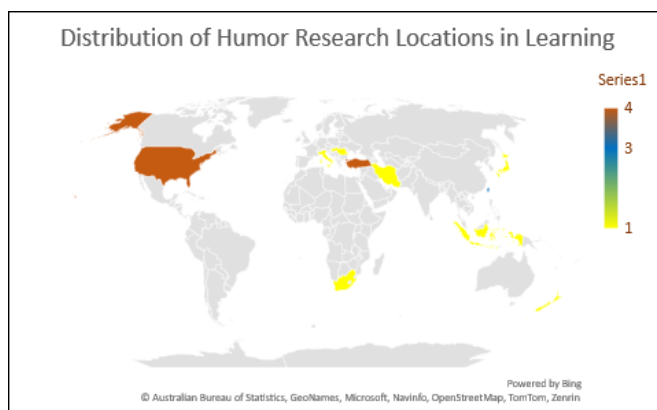 Distribution of Humor Research Locations in Learning
Series1
4
3
1
Powered by Bing
© Australian Bureau of Statistics, GeoNames, Microsoft, Navinfo, OpenStreetMap, TomTom, Zenrin